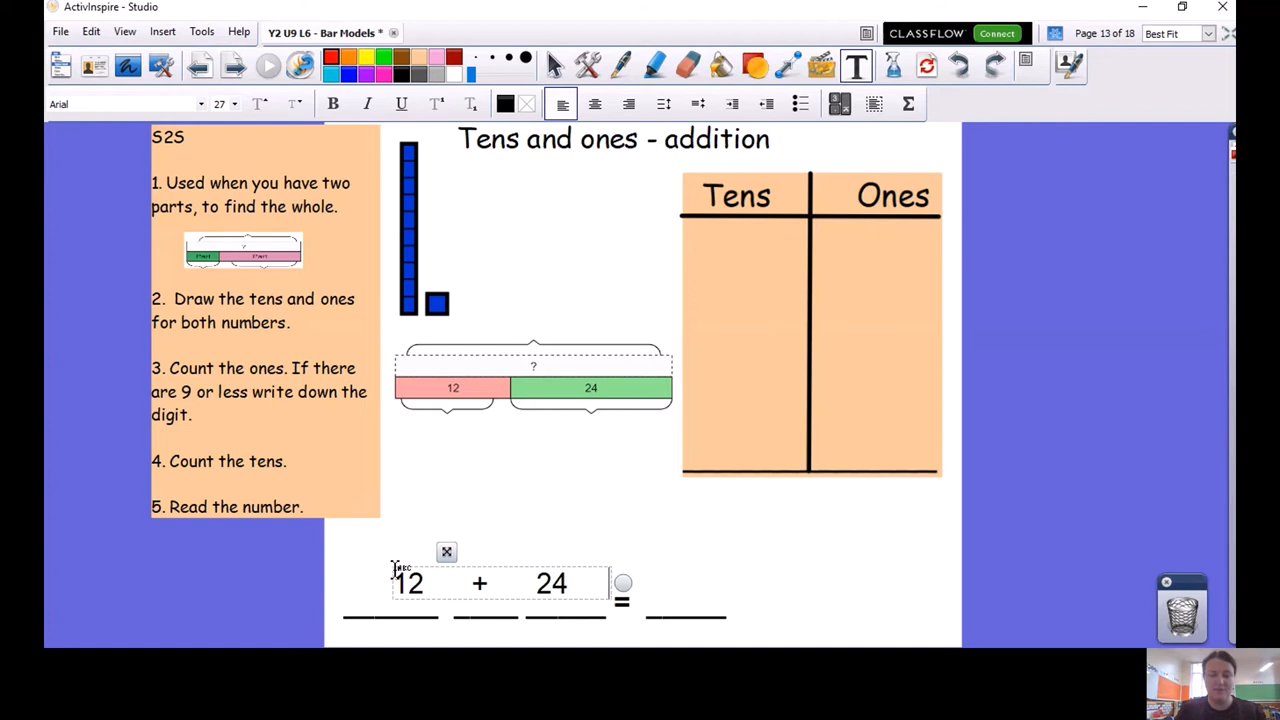 ActivInspire - Studio
File Edit View Insert Tools Help Y2 U9 L6 - Bar Models * CLASSFLOW Connect Page 13 of 18 Best Fit
Arial 27 B I U
S2S
1. Used when you have two
parts, to find the whole.
?
Part Part
2. Draw the tens and ones
for both numbers.
3. Count the ones. If there
are 9 or less write down the
digit.
4. Count the tens.
5. Read the number.
Tens and ones - addition
Tens Ones
?
12 24
12 + 24 =